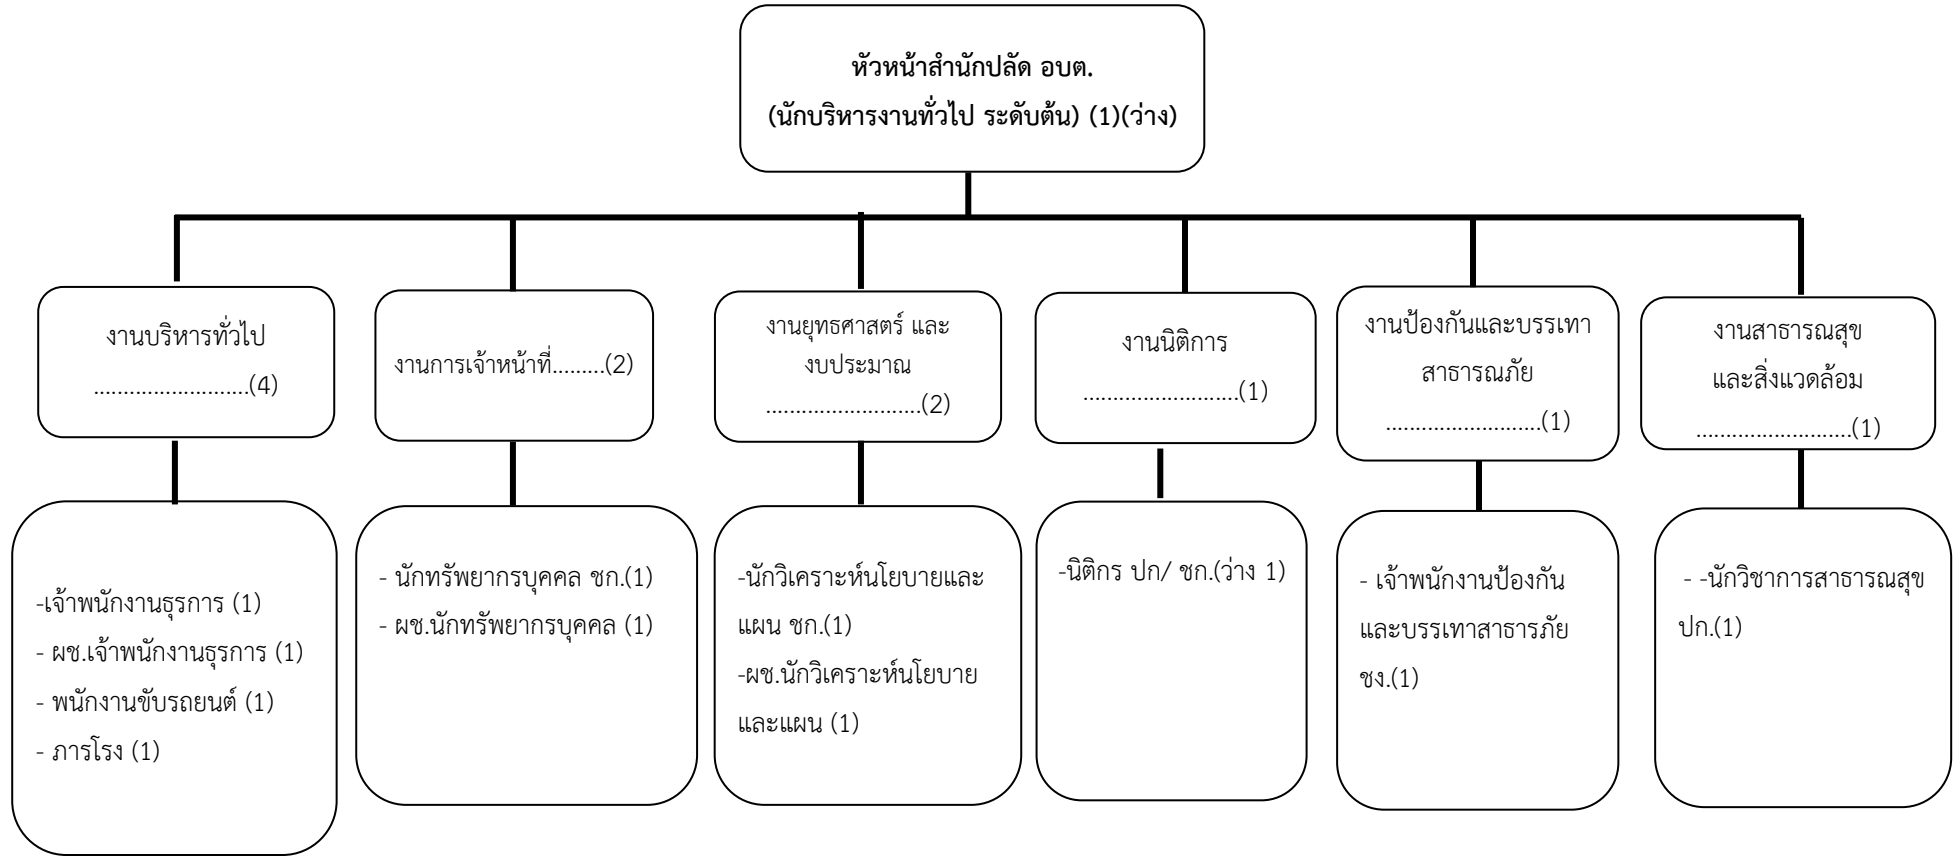 หัวหน้าสำนักปลัด อบต.
(นักบริหารงานทั่วไป ระดับต้น) (1)(ว่าง)
งานบริหารทั่วไป
..........................(4)
งานการเจ้าหน้าที่.........(2)
งานยุทธศาสตร์ และ
งบประมาณ
..........................(2)
งานนิติการ
..........................(1)
งานป้องกันและบรรเทา
สาธารณภัย
..........................(1)
งานสาธารณสุข
และสิ่งแวดล้อม
..........................(1)
-เจ้าพนักงานธุรการ (1)
- ผช.เจ้าพนักงานธุรการ (1)
- พนักงานขับรถยนต์ (1)
- ภารโรง (1)
- นักทรัพยากรบุคคล ชก.(1)
- ผช.นักทรัพยากรบุคคล (1)
-นักวิเคราะห์นโยบายและ
แผน ชก.(1)
-ผช.นักวิเคราะห์นโยบาย
และแผน (1)
-นิติกร ปก/ ชก.(ว่าง 1)
- เจ้าพนักงานป้องกัน
และบรรเทาสาธารภัย
ชง.(1)
- -นักวิชาการสาธารณสุข
ปก.(1)